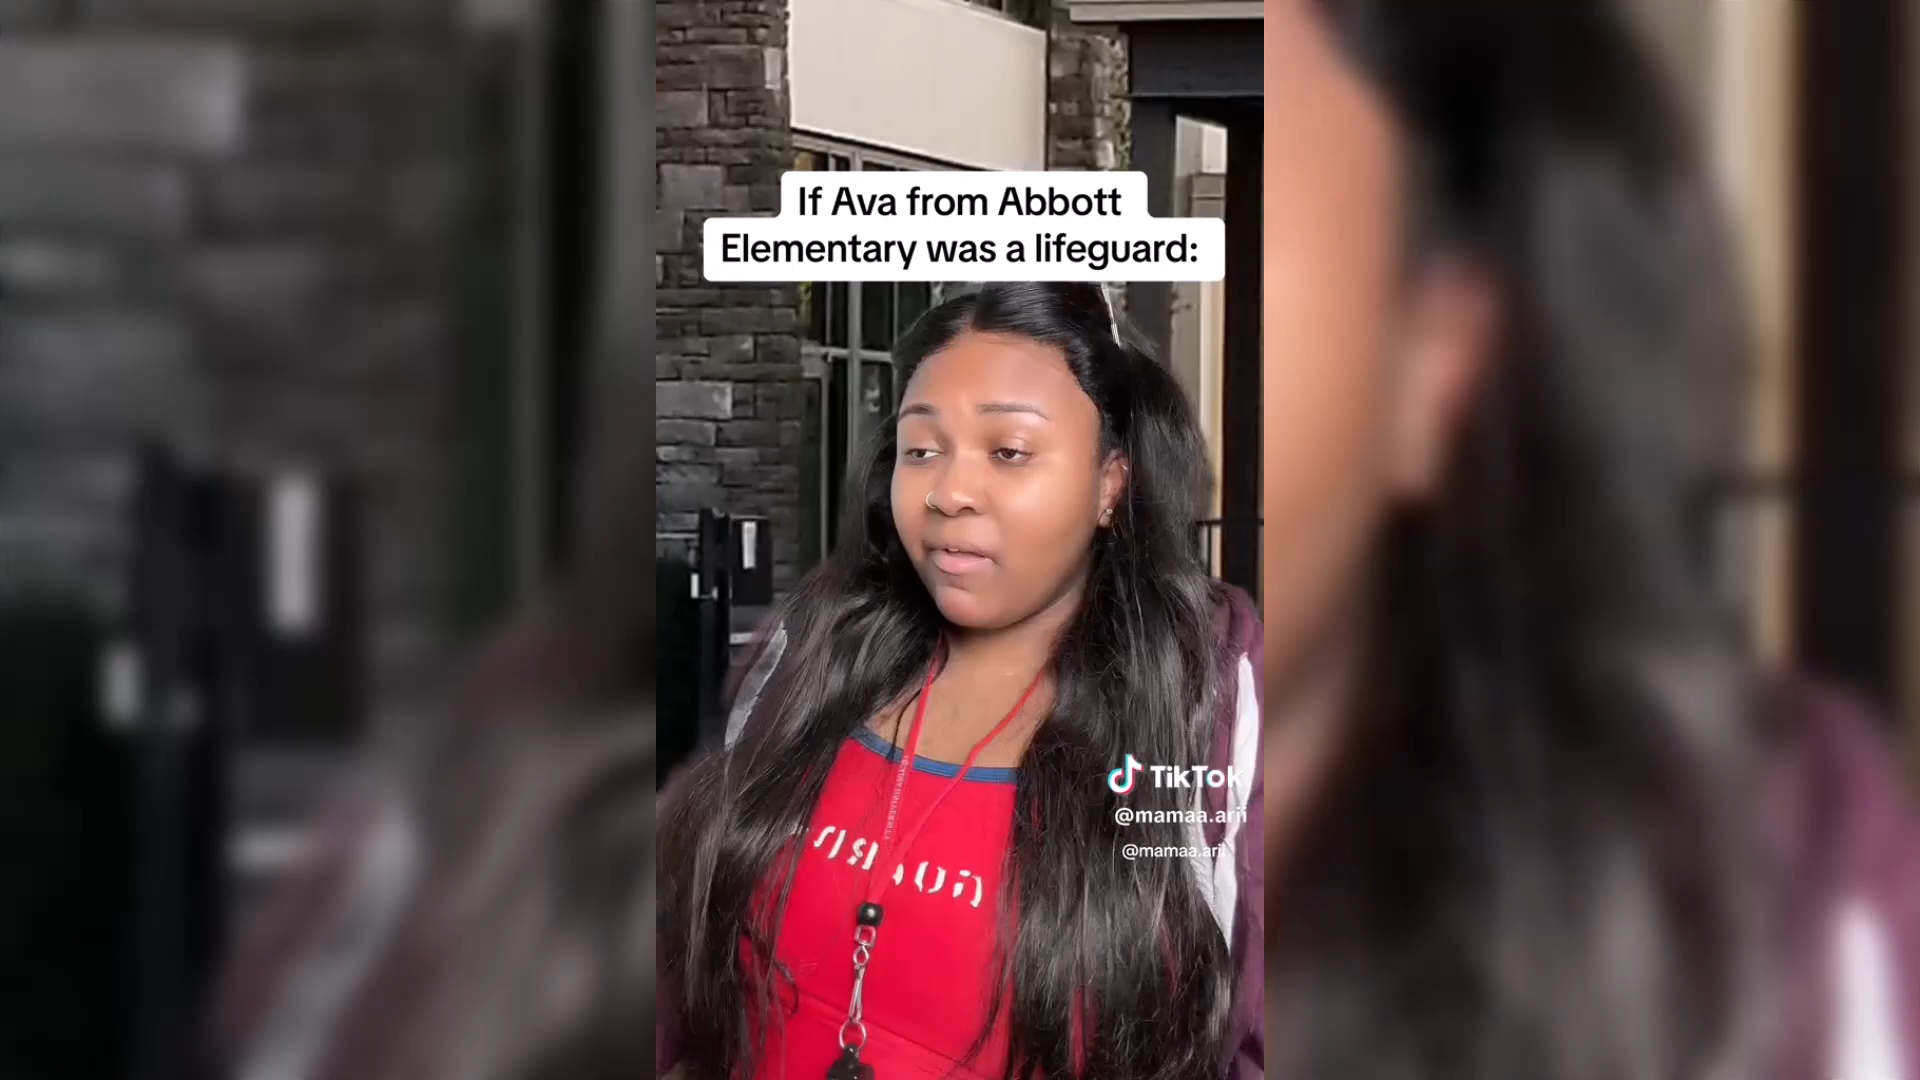 If Ava from Abbott
Elementary was a lifeguard:
TikTok
@mamaa.arii
@mamaa.arii